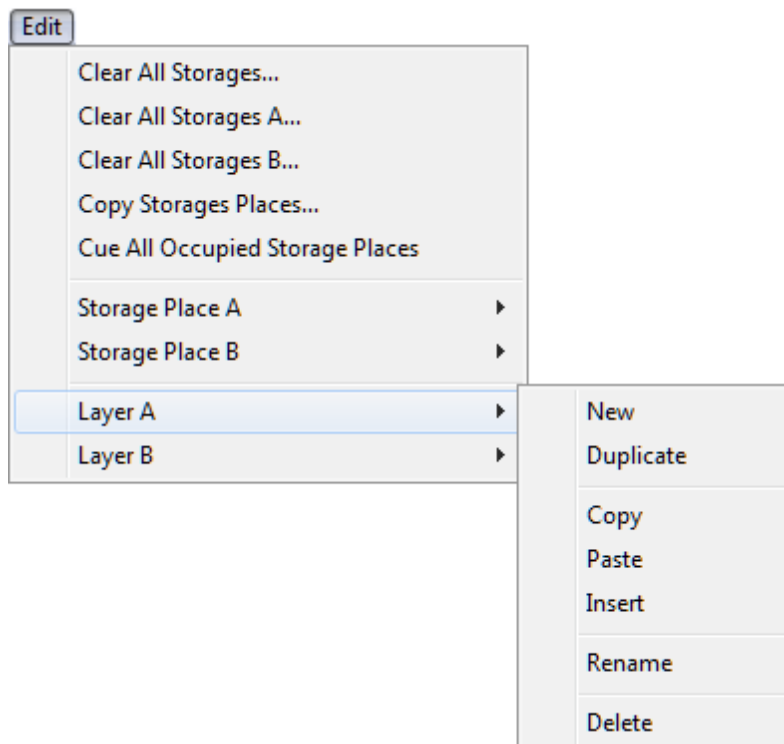 Edit
Clear All Storages...
Clear All Storages A...
Clear All Storages B...
Copy Storages Places...
Cue All Occupied Storage Places
Storage Place A
Storage Place B
Layer A
Layer B
New
Duplicate
Copy
Paste
Insert
Rename
Delete